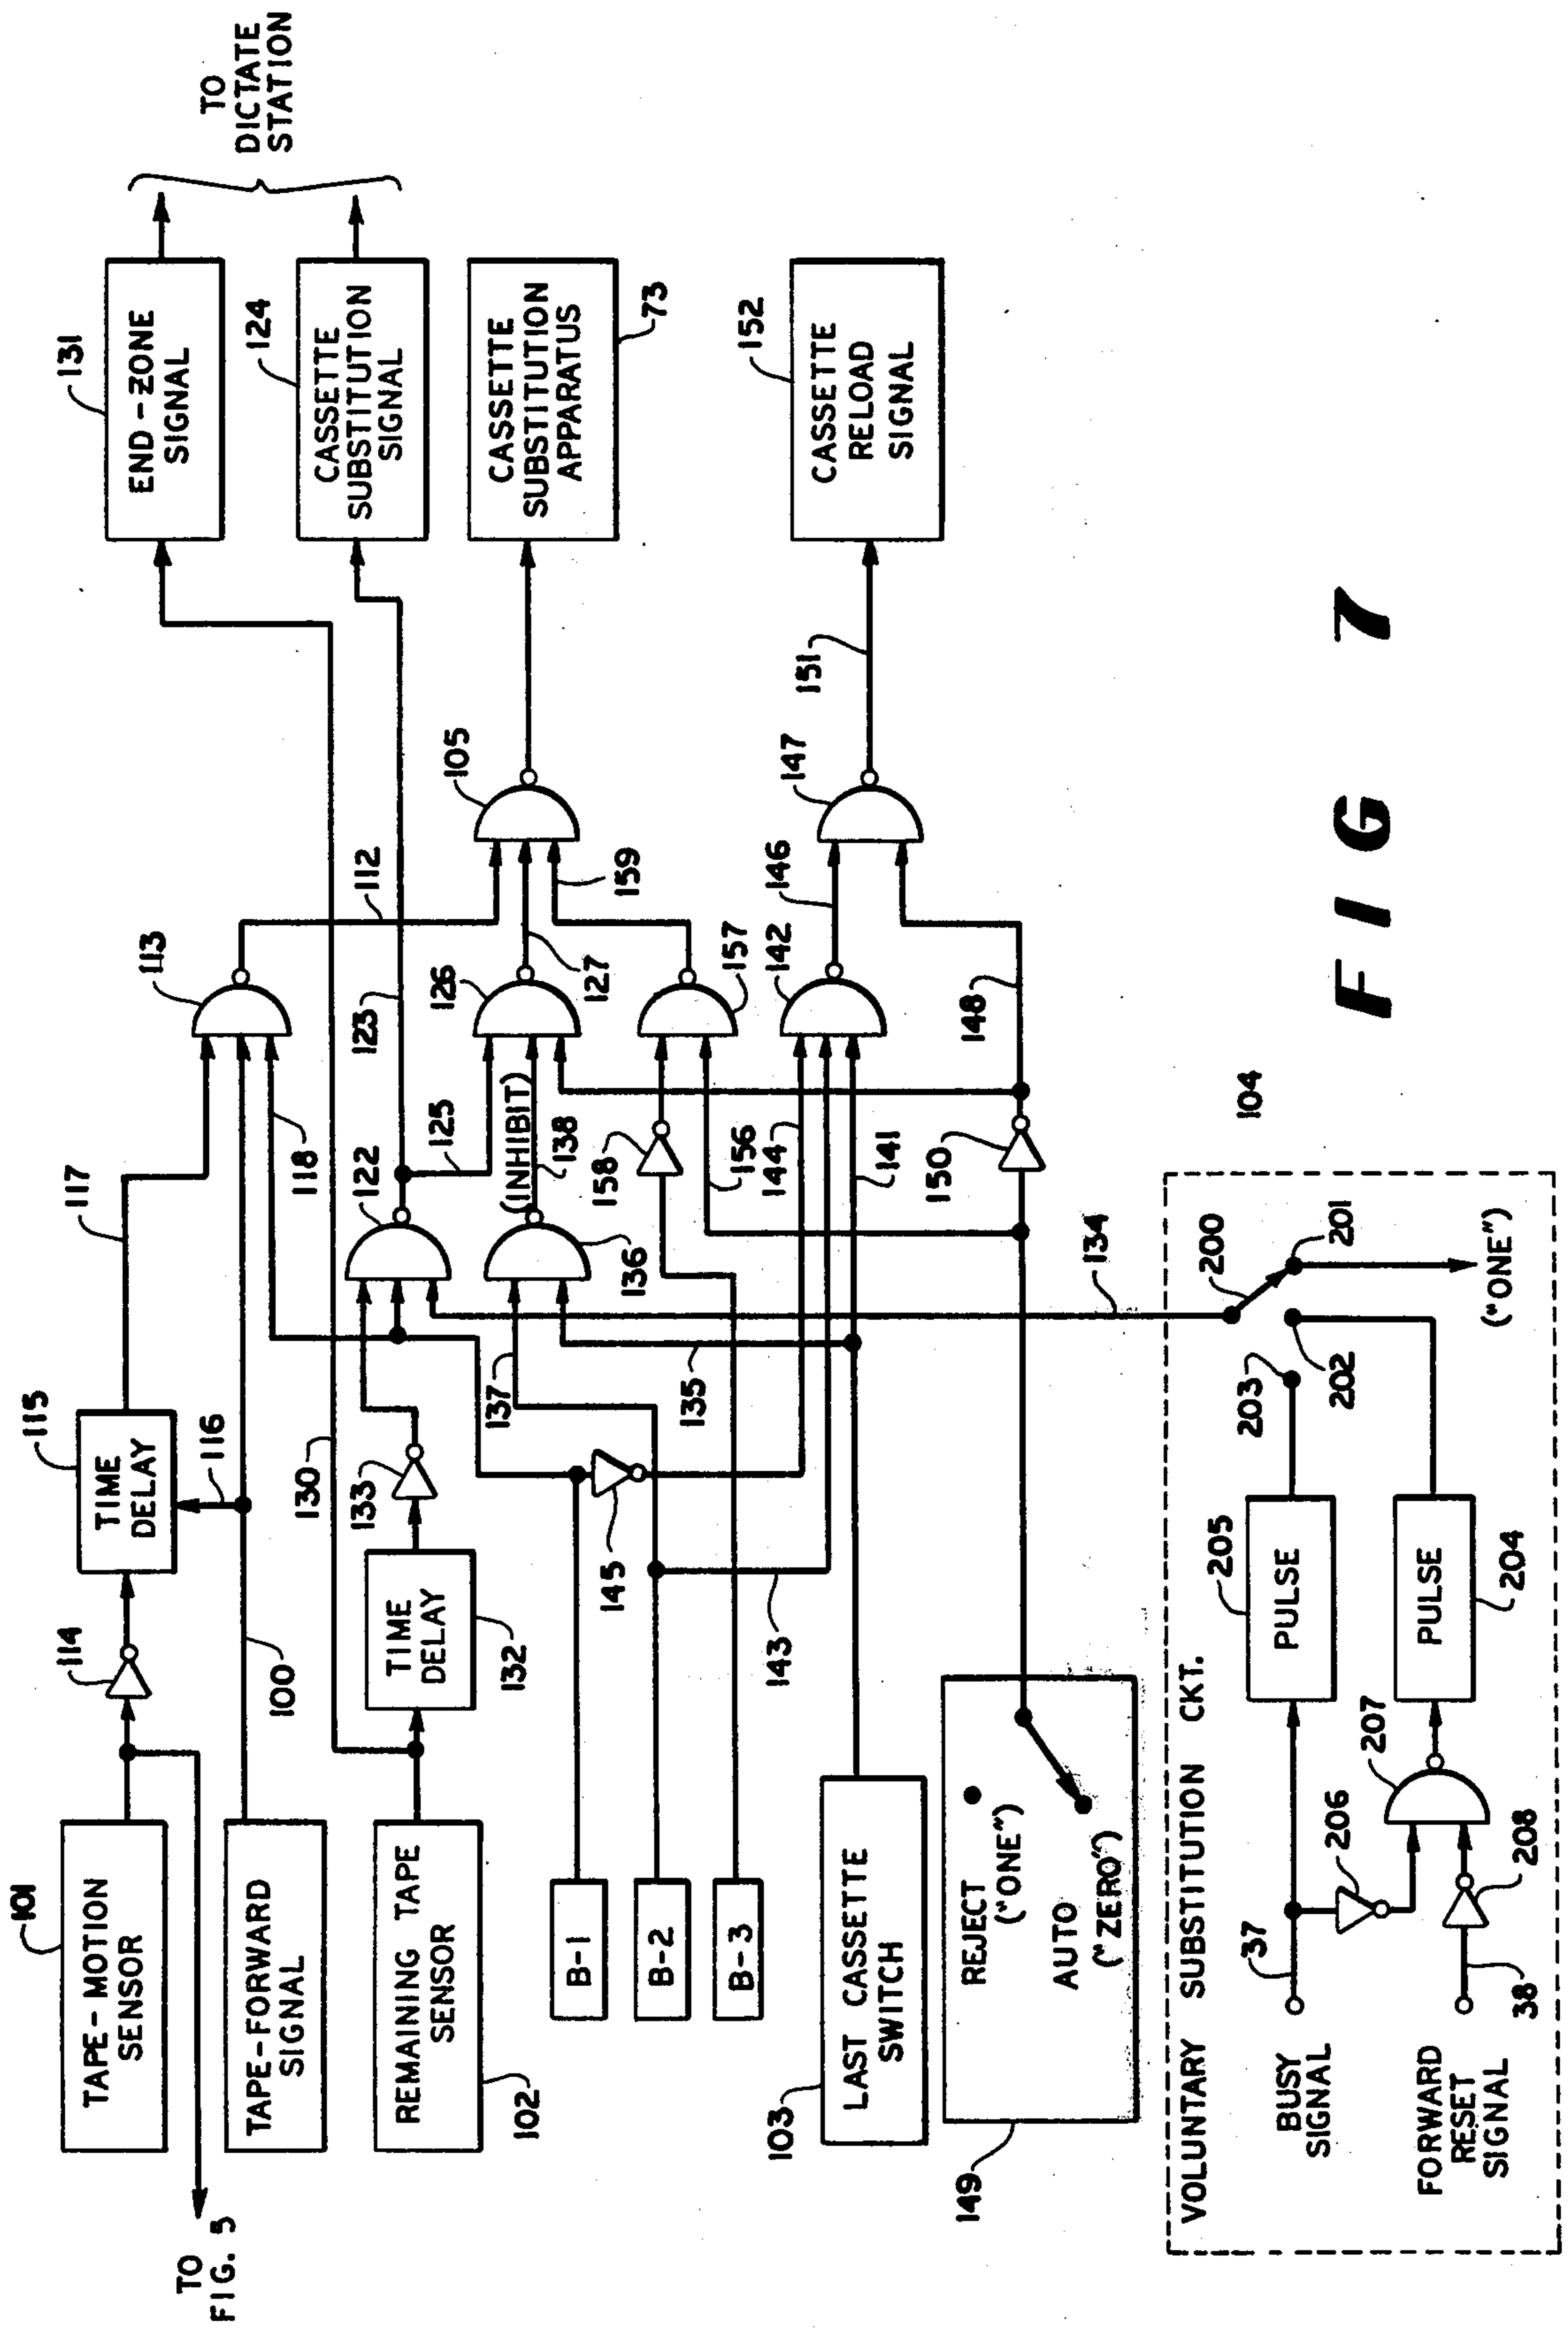 TO
DICTATE
STATION
131
END-ZONE
SIGNAL
124
CASSETTE
SUBSTITUTION
SIGNAL
CASSETTE
SUBSTITUTION
APPARATUS
73
152
CASSETTE
RELOAD
SIGNAL
151
105
147
112
159
146
113
123
126
127
157
142
148
117
118
125
122
(INHIBIT)
138
136
158
156
144
141
150
134
104
115
TIME
DELAY
116
130
133
137
135
145
143
114
100
TIME
DELAY
132
101
TAPE-MOTION
SENSOR
TAPE-FORWARD
SIGNAL
REMAINING TAPE
SENSOR
102
B-1
B-2
B-3
LAST CASSETTE
SWITCH
103
REJECT
("ONE")
AUTO
("ZERO")
149
TO
FIG. 5
VOLUNTARY SUBSTITUTION CKT.
200
201
("ONE")
202
203
205
PULSE
PULSE
204
207
206
208
37
38
BUSY
SIGNAL
FORWARD
RESET
SIGNAL
FIG 7